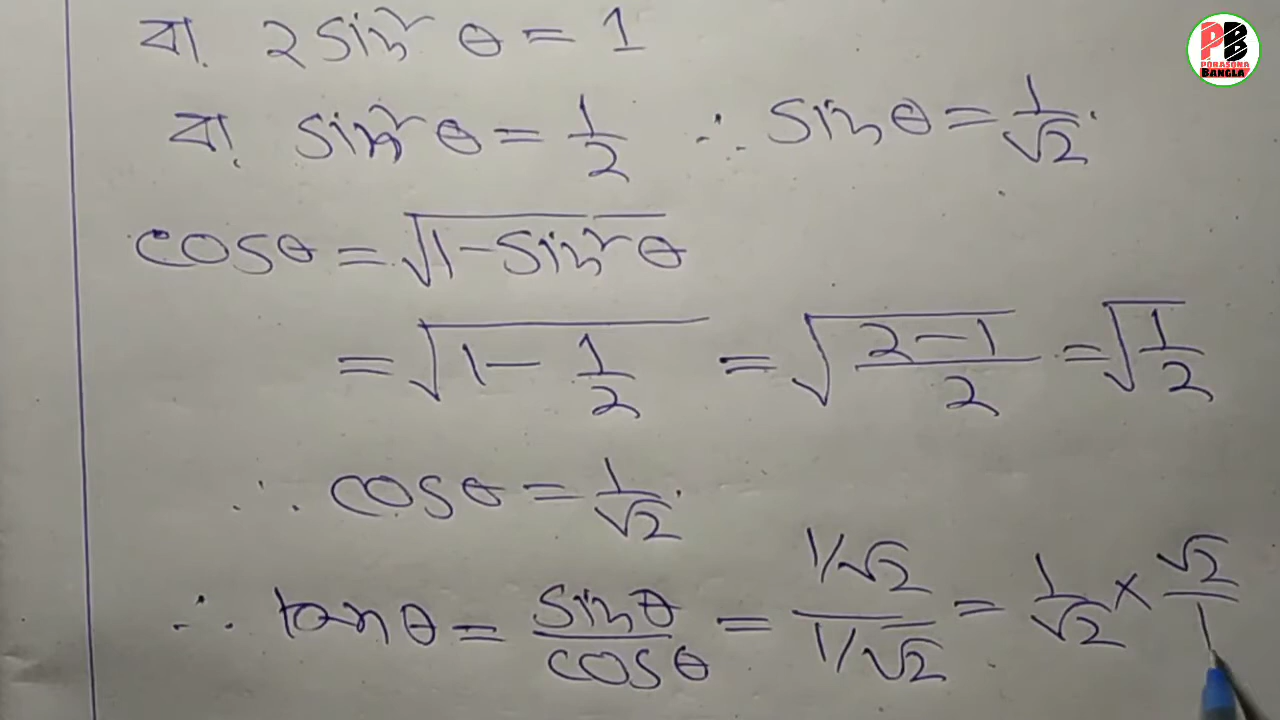 বা, 2sin²θ = 1
বা, sin²θ = 1/2 ∴ sinθ = 1/√2.
cosθ = √(1-sin²θ)
= √(1 - 1/2) = √((2-1)/2) = √(1/2)
∴ cosθ = 1/√2.
∴ tanθ = sinθ/cosθ = (1/√2)/(1/√2) = 1/√2 × √2/1
PB
PORASONA
BANGLA